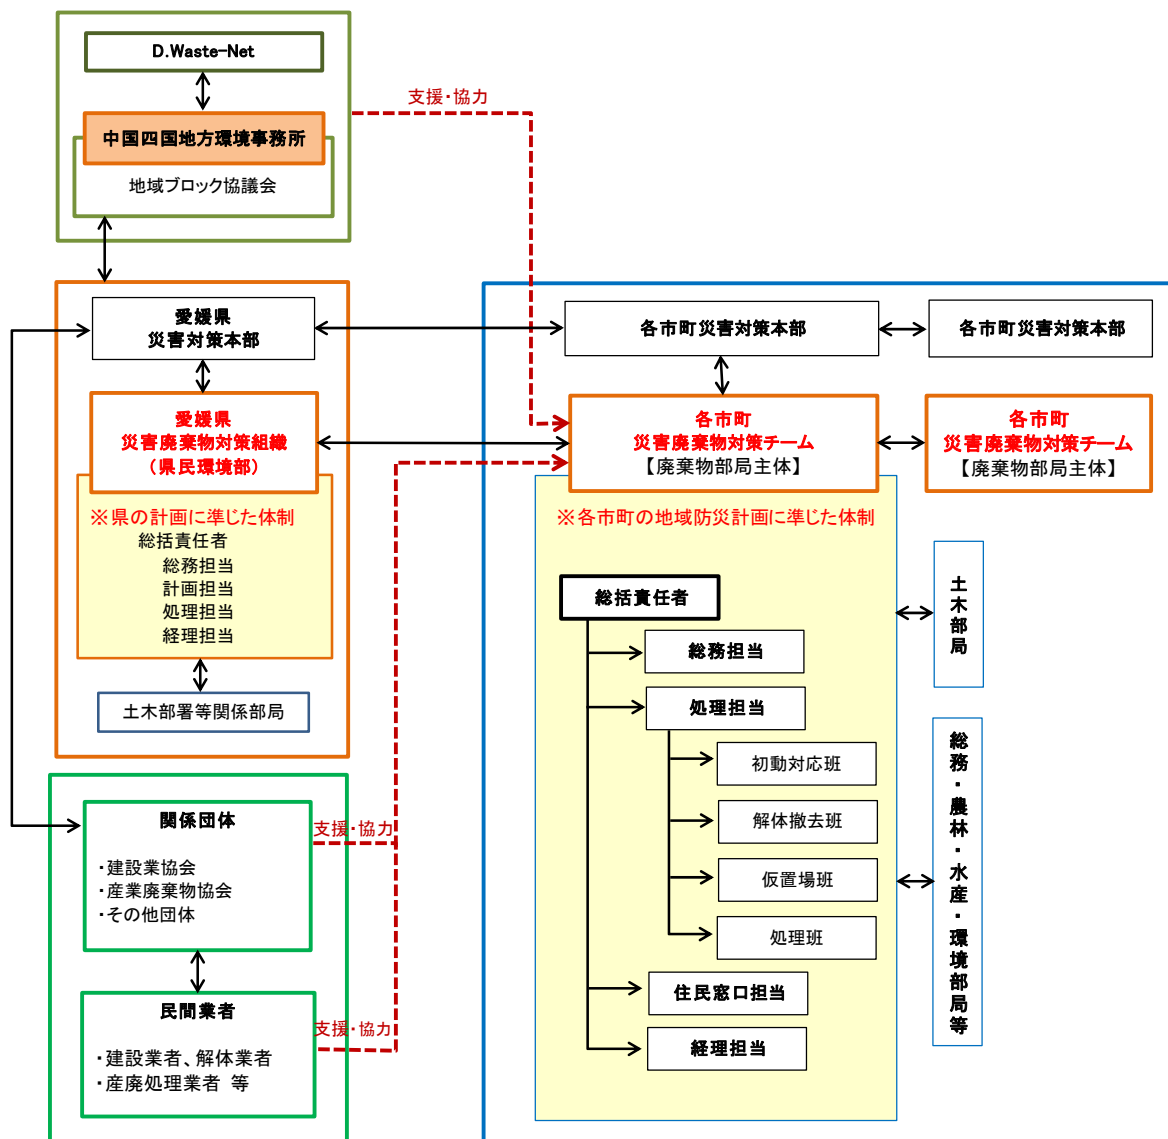 D.Waste-Net
中国四国地方環境事務所
地域ブロック協議会
支援・協力
愛媛県
災害対策本部
愛媛県
災害廃棄物対策組織
（県民環境部）
※県の計画に準じた体制
総括責任者
総務担当
計画担当
処理担当
経理担当
土木部署等関係部局
関係団体
・建設業協会
・産業廃棄物協会
・その他団体
支援・協力
民間業者
・建設業者、解体業者
・産廃処理業者 等
支援・協力
各市町災害対策本部
各市町災害対策本部
各市町
災害廃棄物対策チーム
【廃棄物部局主体】
各市町
災害廃棄物対策チーム
【廃棄物部局主体】
※各市町の地域防災計画に準じた体制
総括責任者
総務担当
処理担当
初動対応班
解体撤去班
仮置場班
処理班
住民窓口担当
経理担当
土木部局
総務・農林・水産・環境部局等